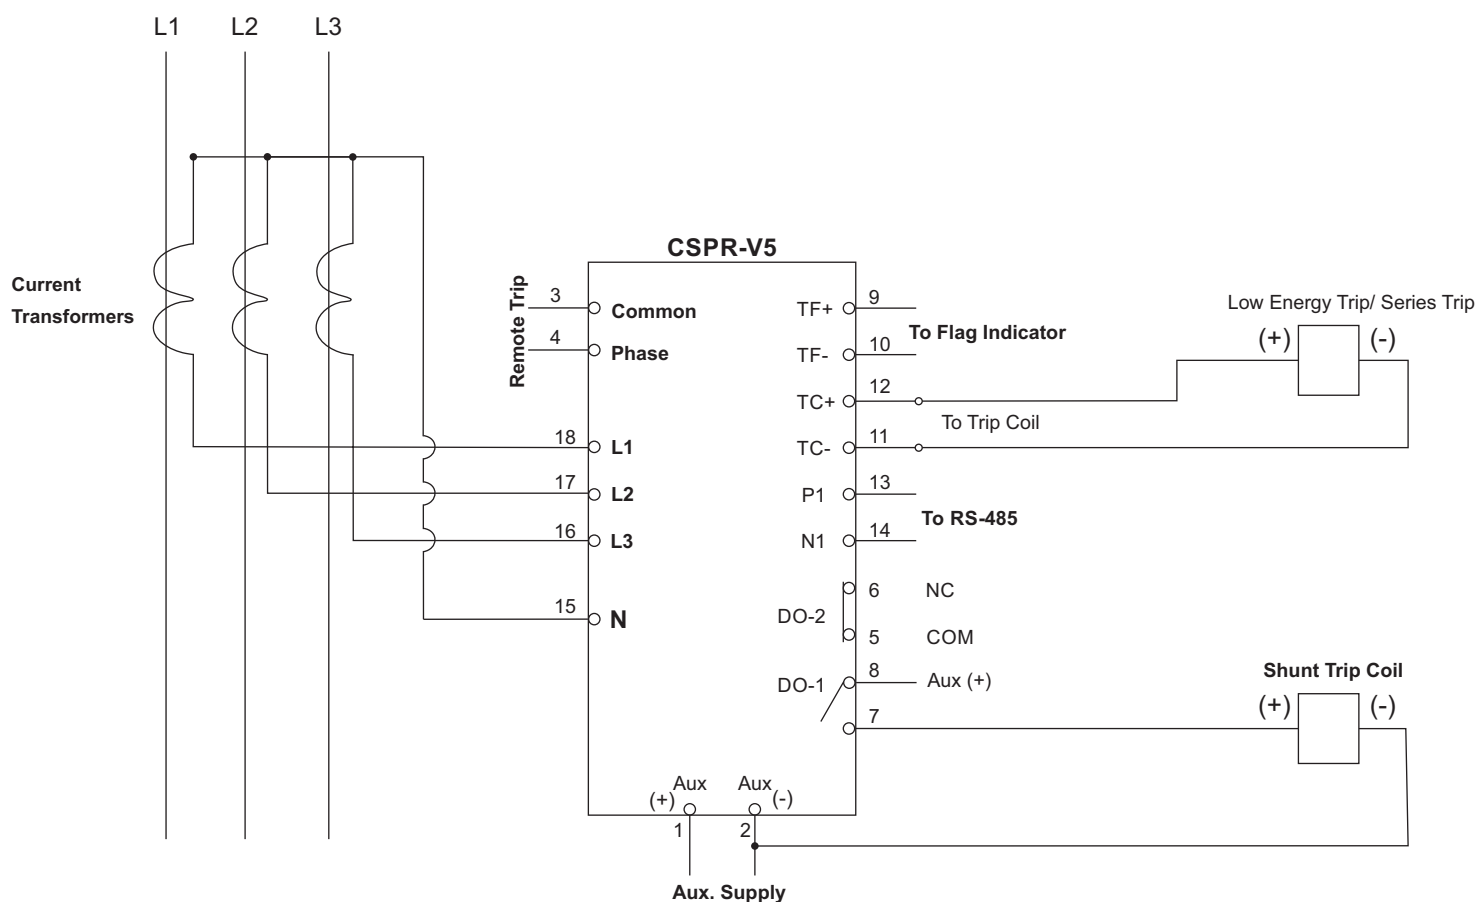 L1 L2 L3
CSPR-V5
Current
Transformers
Remote Trip
3 Common
4 Phase
18 L1
17 L2
16 L3
15 N
TF+ 9
To Flag Indicator
TF- 10
TC+ 12
To Trip Coil
TC- 11
P1 13
To RS-485
N1 14
6 NC
DO-2
5 COM
DO-1 8 Aux (+)
7
Low Energy Trip/ Series Trip
(+) (-)
Shunt Trip Coil
(+) (-)
Aux Aux
(+) (-)
1 2
Aux. Supply